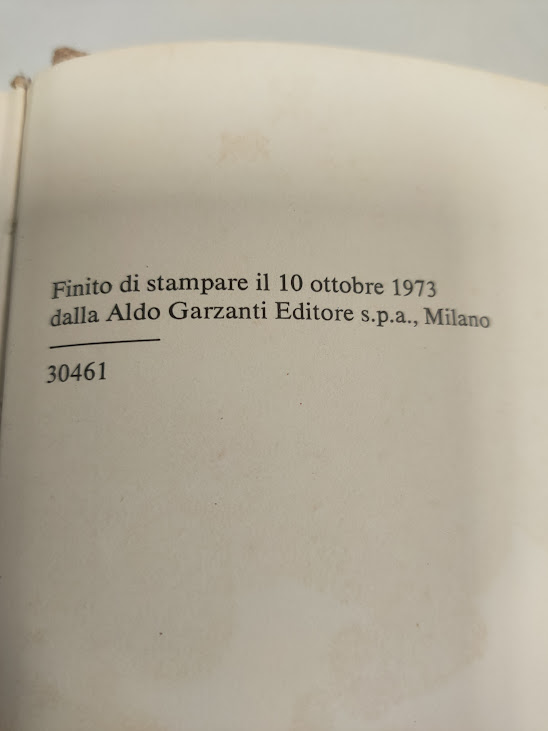 Finito di stampare il 10 ottobre 1973
dalla Aldo Garzanti Editore s.p.a., Milano
30461